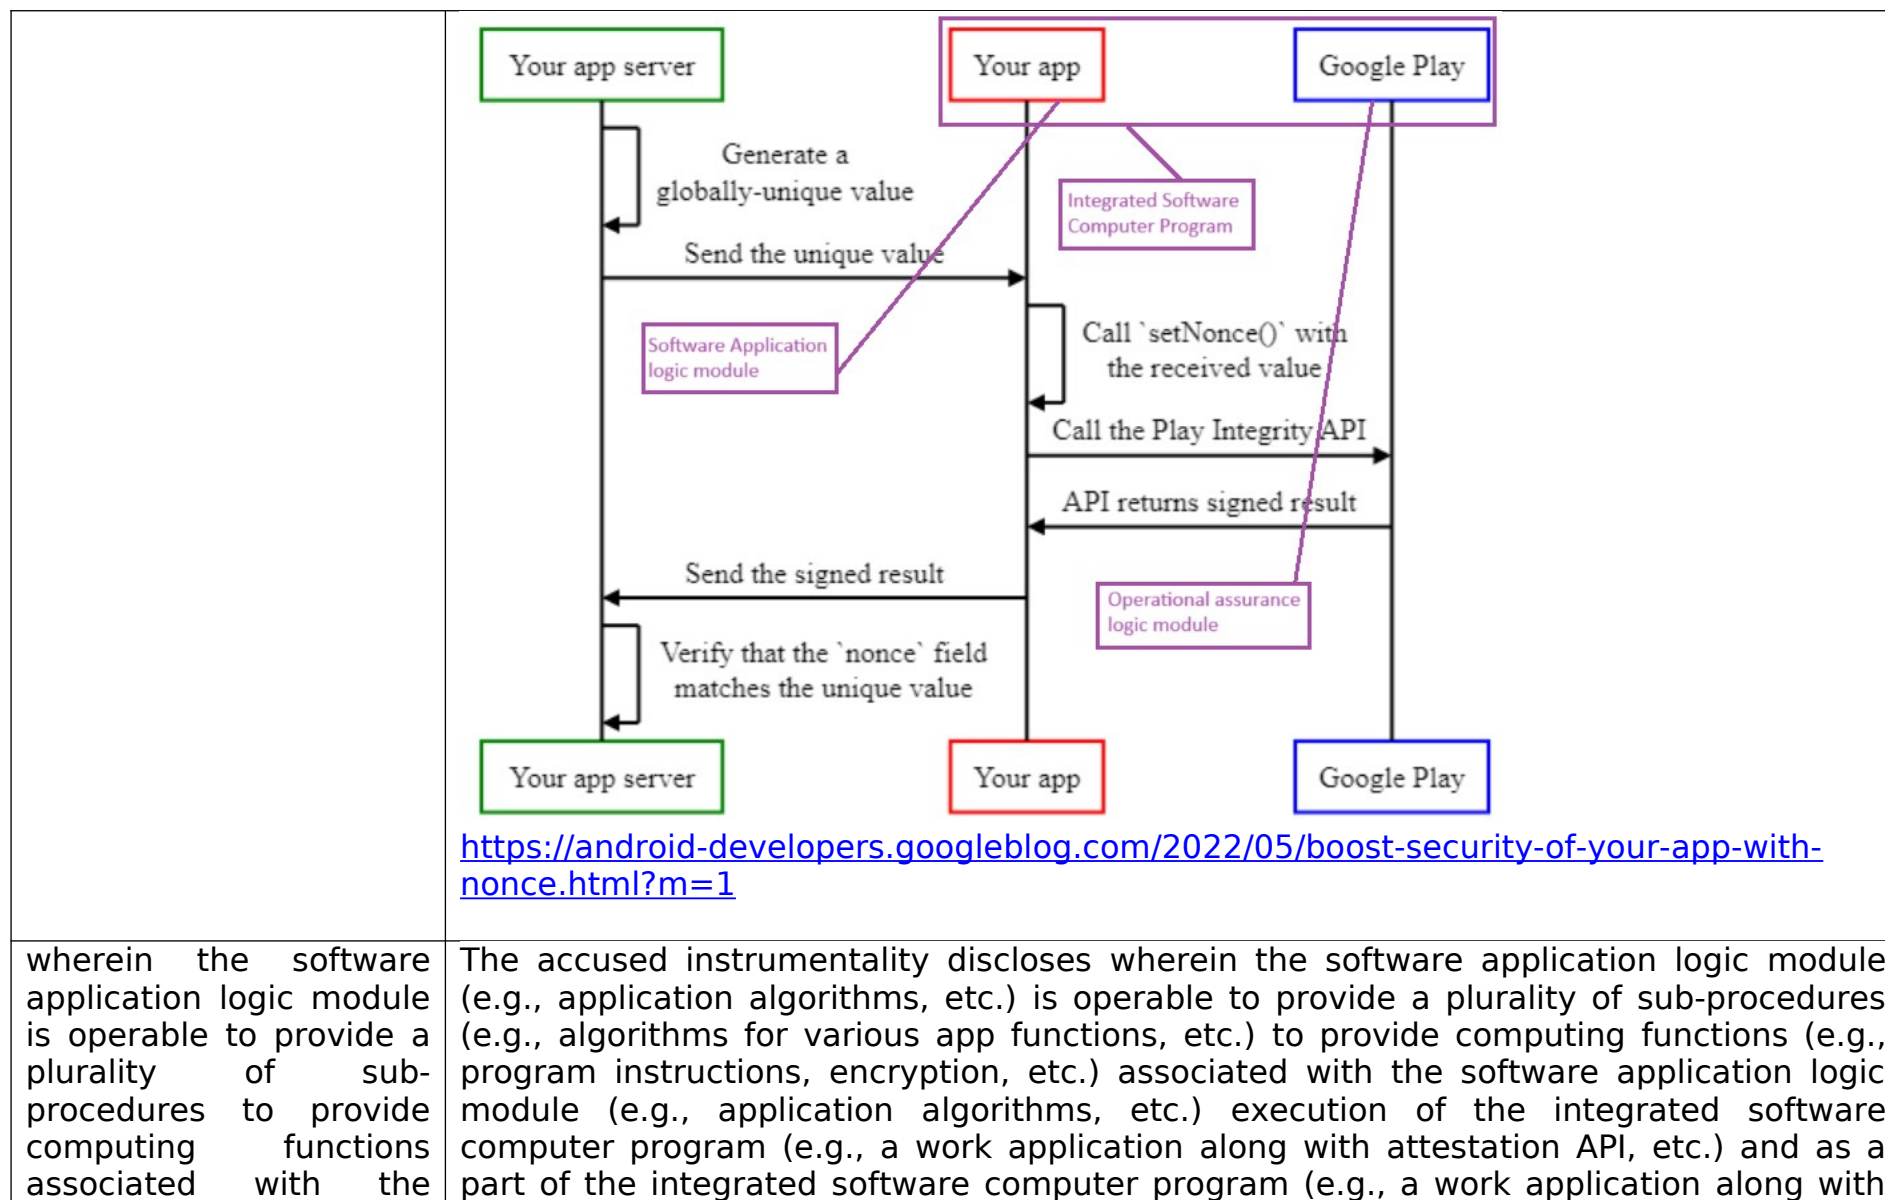 Your app server
Your app
Google Play
Generate a
globally-unique value
Integrated Software
Computer Program
Send the unique value
Software Application
logic module
Call `setNonce()` with
the received value
Call the Play Integrity API
API returns signed result
Send the signed result
Operational assurance
logic module
Verify that the `nonce` field
matches the unique value
Your app server
Your app
Google Play
https://android-developers.googleblog.com/2022/05/boost-security-of-your-app-with-
nonce.html?m=1
wherein the software
application logic module
is operable to provide a
plurality of sub-
procedures to provide
computing functions
associated with the
The accused instrumentality discloses wherein the software application logic module
(e.g., application algorithms, etc.) is operable to provide a plurality of sub-procedures
(e.g., algorithms for various app functions, etc.) to provide computing functions (e.g.,
program instructions, encryption, etc.) associated with the software application logic
module (e.g., application algorithms, etc.) execution of the integrated software
computer program (e.g., a work application along with attestation API, etc.) and as a
part of the integrated software computer program (e.g., a work application along with